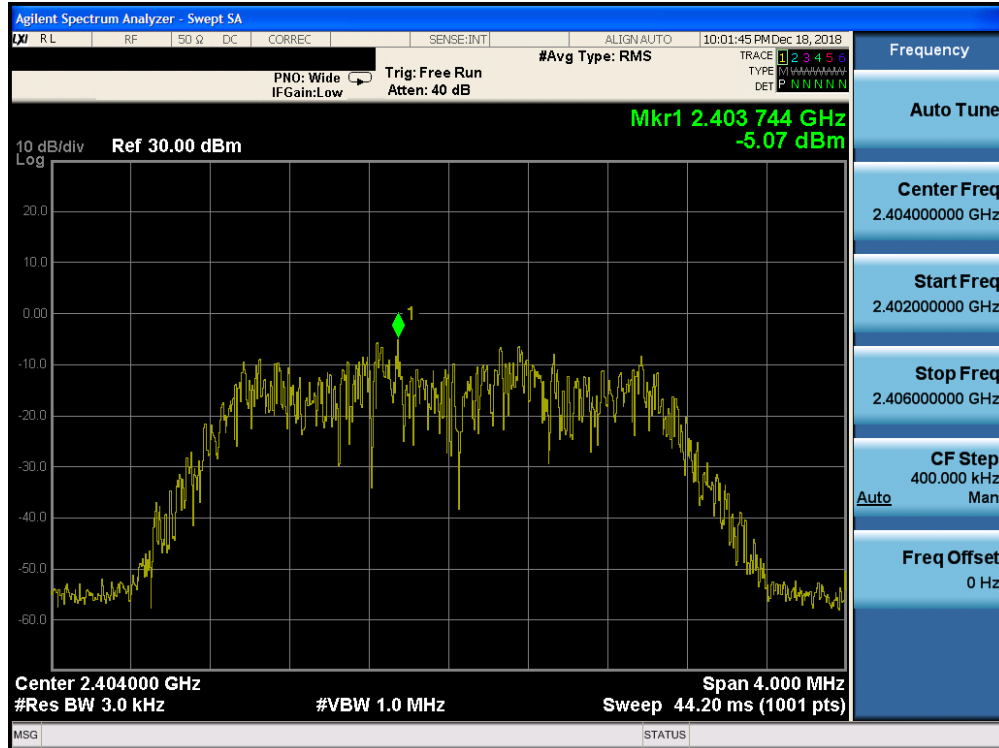 Agilent Spectrum Analyzer - Swept SA
LXI RL RF 50 Ω DC CORREC SENSE:INT ALIGN AUTO 10:01:45 PM Dec 18, 2018
Frequency
#Avg Type: RMS
TRACE 1 2 3 4 5 6
PNO: Wide Trig: Free Run
TYPE M WWWWW
IFGain:Low Atten: 40 dB
DET P N N N N N
Auto Tune
Mkr1 2.403 744 GHz
-5.07 dBm
10 dB/div Ref 30.00 dBm
Log
Center Freq
2.404000000 GHz
20.0
10.0
Start Freq
2.402000000 GHz
0.00
1
-10.0
Stop Freq
2.406000000 GHz
-20.0
-30.0
CF Step
400.000 kHz
Auto Man
-40.0
-50.0
Freq Offset
0 Hz
-60.0
Center 2.404000 GHz Span 4.000 MHz
#Res BW 3.0 kHz #VBW 1.0 MHz Sweep 44.20 ms (1001 pts)
MSG STATUS